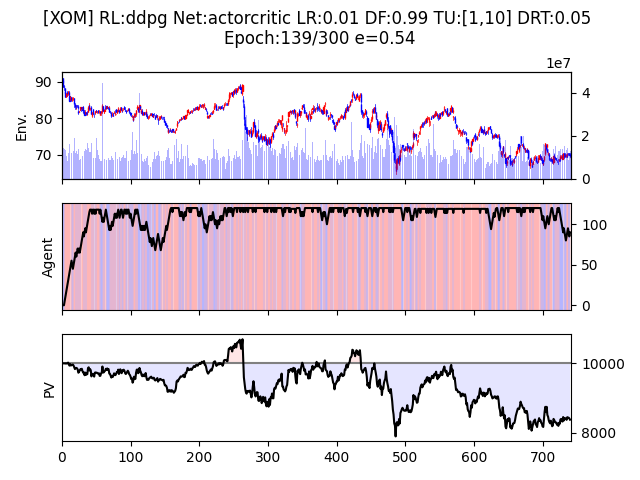 [XOM] RL:ddpg Net:actorcritic LR:0.01 DF:0.99 TU:[1,10] DRT:0.05
Epoch:139/300 e=0.54
1e7
90
80
70
Env.
4
2
0
Agent
100
50
0
PV
10000
8000
0 100 200 300 400 500 600 700